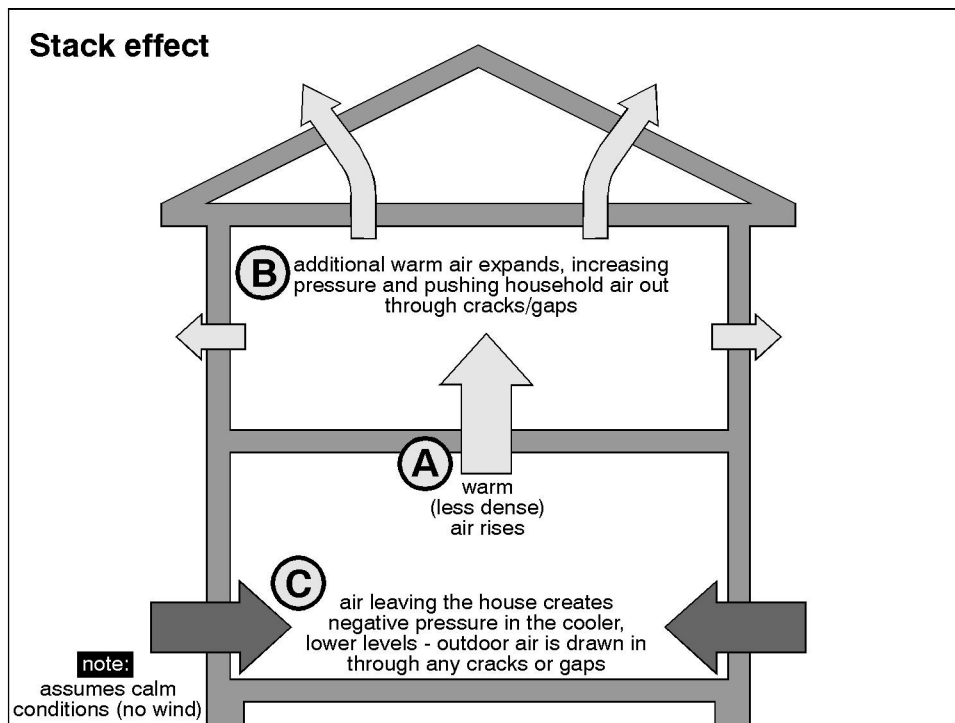 Stack effect
B
additional warm air expands, increasing
pressure and pushing household air out
through cracks/gaps
A
warm
(less dense)
air rises
C
air leaving the house creates
negative pressure in the cooler,
lower levels - outdoor air is drawn in
through any cracks or gaps
note:
assumes calm
conditions (no wind)